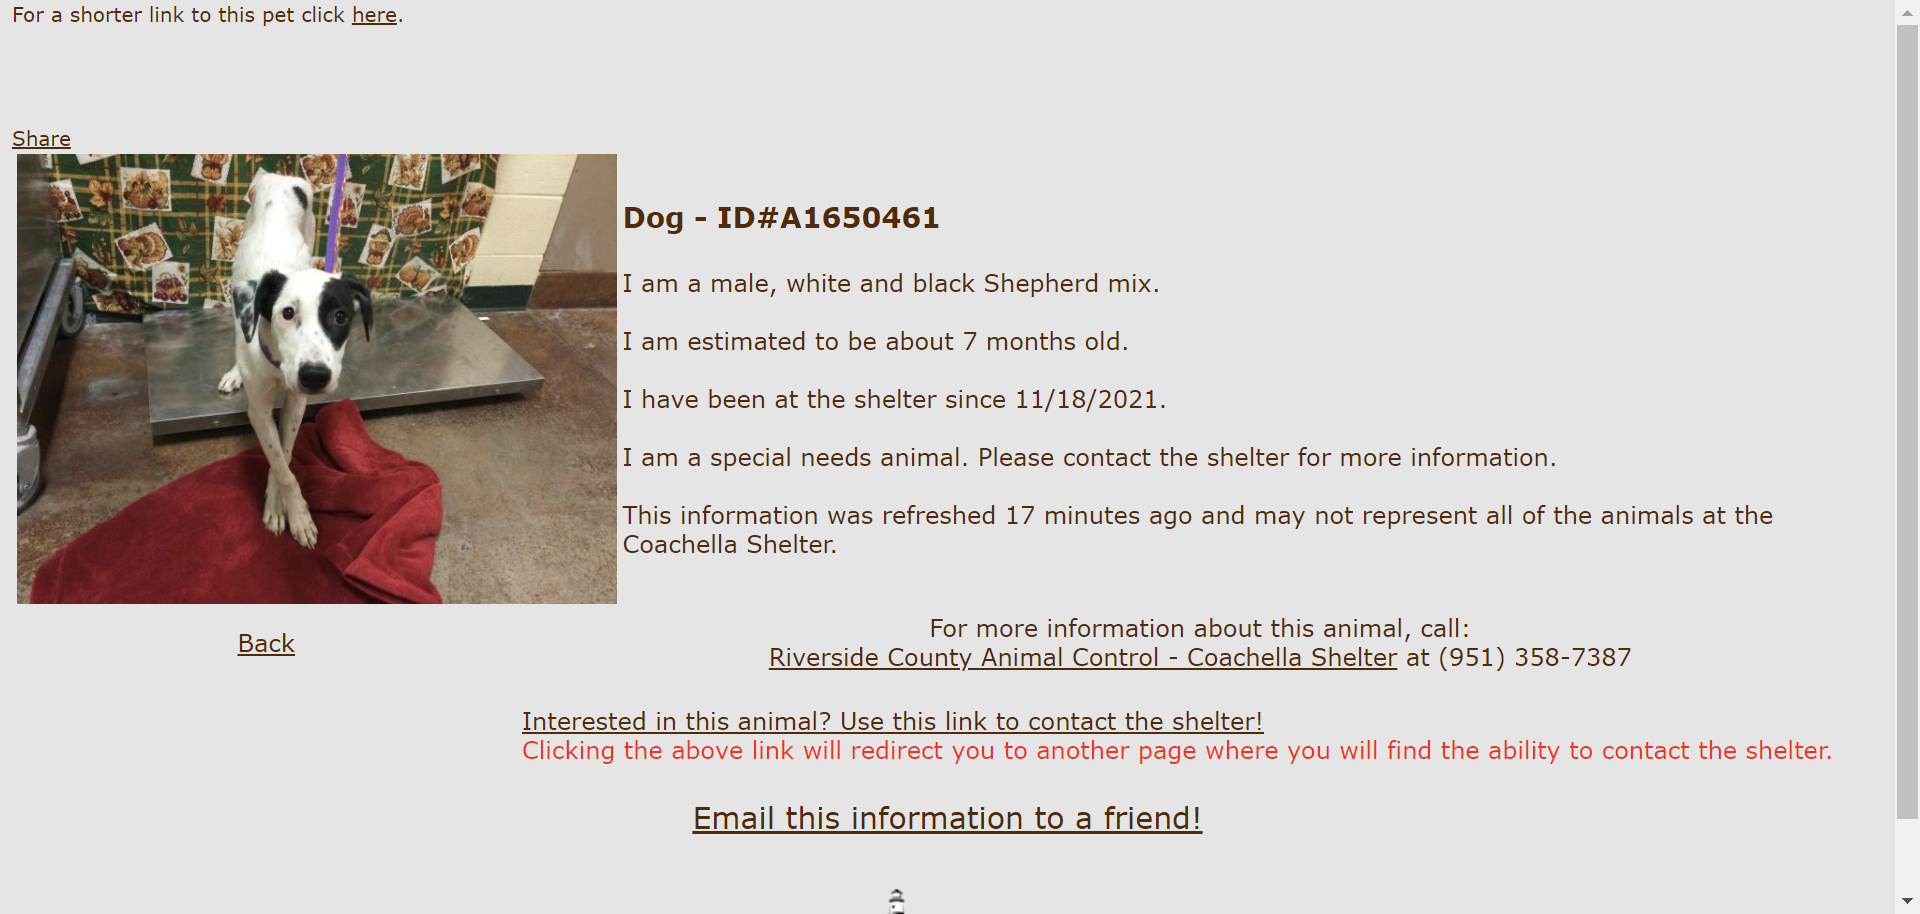 For a shorter link to this pet click here.
Share
Dog - ID#A1650461
I am a male, white and black Shepherd mix.
I am estimated to be about 7 months old.
I have been at the shelter since 11/18/2021.
I am a special needs animal. Please contact the shelter for more information.
This information was refreshed 17 minutes ago and may not represent all of the animals at the
Coachella Shelter.
Back
For more information about this animal, call:
Riverside County Animal Control - Coachella Shelter at (951) 358-7387
Interested in this animal? Use this link to contact the shelter!
Clicking the above link will redirect you to another page where you will find the ability to contact the shelter.
Email this information to a friend!